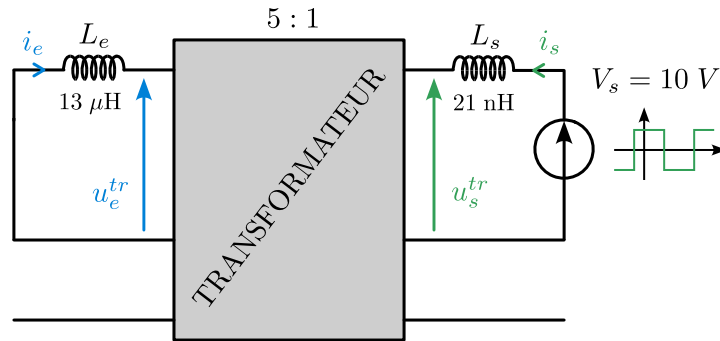 5 : 1
i_e
L_e
13 μH
u_e^{tr}
TRANSFORMATEUR
L_s
21 nH
i_s
u_s^{tr}
V_s = 10 V